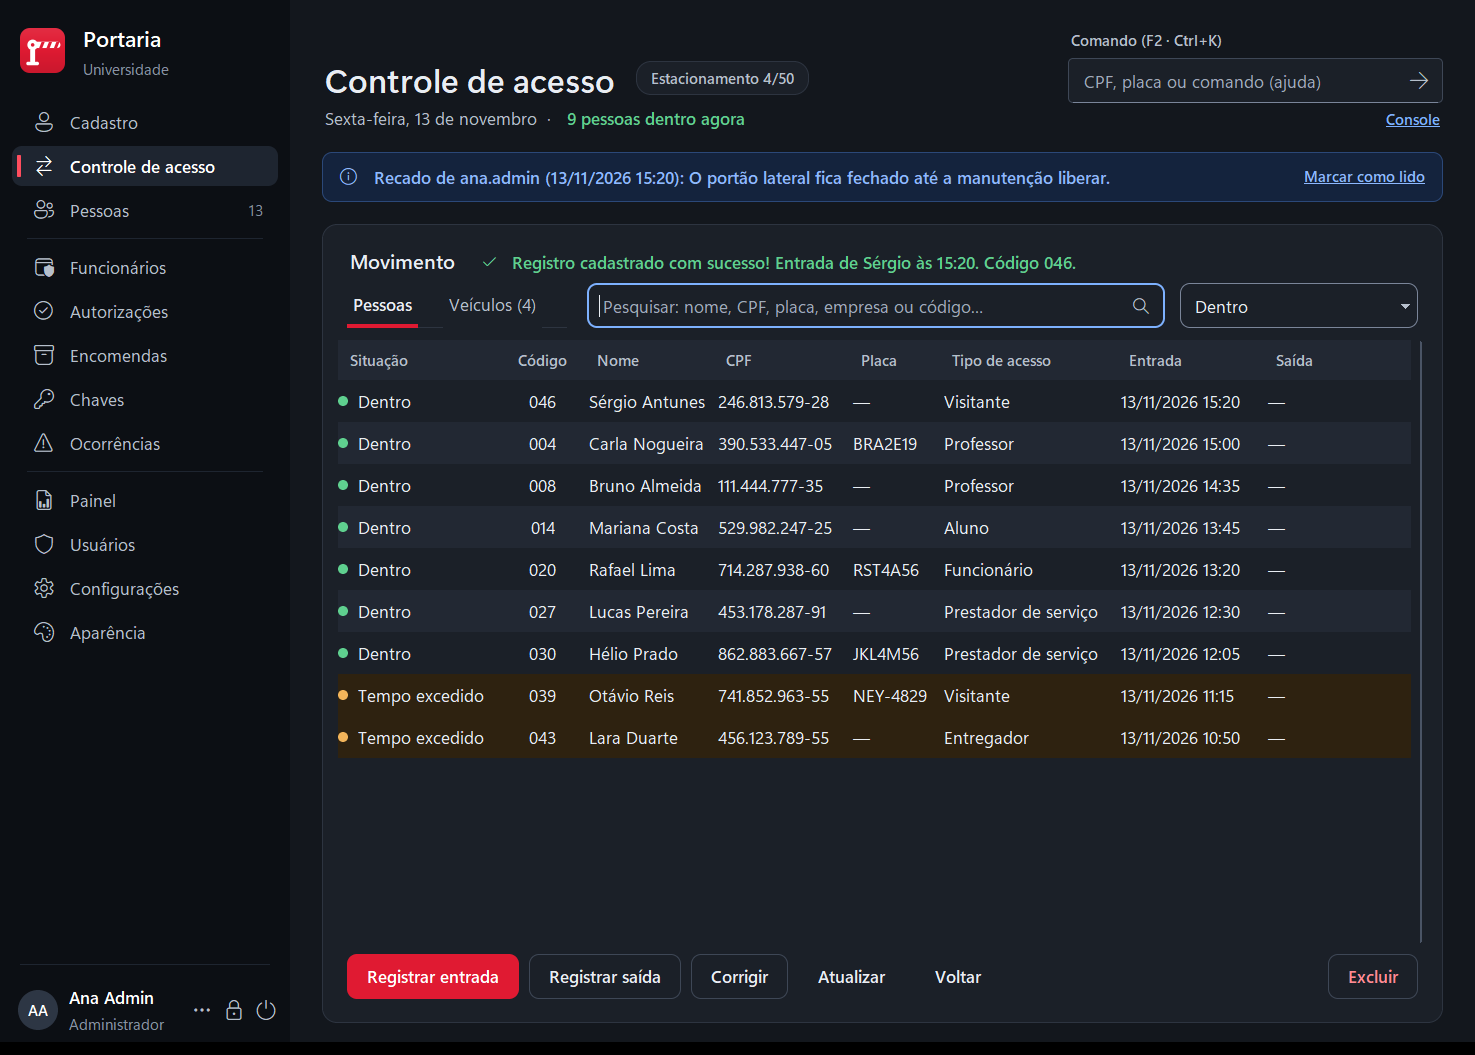 Portaria
Universidade
Cadastro
Controle de acesso
Pessoas 13
Funcionários
Autorizações
Encomendas
Chaves
Ocorrências
Painel
Usuários
Configurações
Aparência
AA
Ana Admin
Administrador
Controle de acesso
Estacionamento 4/50
Sexta-feira, 13 de novembro · 9 pessoas dentro agora
Comando (F2 · Ctrl+K)
CPF, placa ou comando (ajuda)
Console
Recado de ana.admin (13/11/2026 15:20): O portão lateral fica fechado até a manutenção liberar.
Marcar como lido
Movimento
Registro cadastrado com sucesso! Entrada de Sérgio às 15:20. Código 046.
Pessoas
Veículos (4)
Pesquisar: nome, CPF, placa, empresa ou código...
Dentro
Situação Código Nome CPF Placa Tipo de acesso Entrada Saída
Dentro 046 Sérgio Antunes 246.813.579-28 — Visitante 13/11/2026 15:20 —
Dentro 004 Carla Nogueira 390.533.447-05 BRA2E19 Professor 13/11/2026 15:00 —
Dentro 008 Bruno Almeida 111.444.777-35 — Professor 13/11/2026 14:35 —
Dentro 014 Mariana Costa 529.982.247-25 — Aluno 13/11/2026 13:45 —
Dentro 020 Rafael Lima 714.287.938-60 RST4A56 Funcionário 13/11/2026 13:20 —
Dentro 027 Lucas Pereira 453.178.287-91 — Prestador de serviço 13/11/2026 12:30 —
Dentro 030 Hélio Prado 862.883.667-57 JKL4M56 Prestador de serviço 13/11/2026 12:05 —
Tempo excedido 039 Otávio Reis 741.852.963-55 NEY-4829 Visitante 13/11/2026 11:15 —
Tempo excedido 043 Lara Duarte 456.123.789-55 — Entregador 13/11/2026 10:50 —
Registrar entrada
Registrar saída
Corrigir
Atualizar
Voltar
Excluir